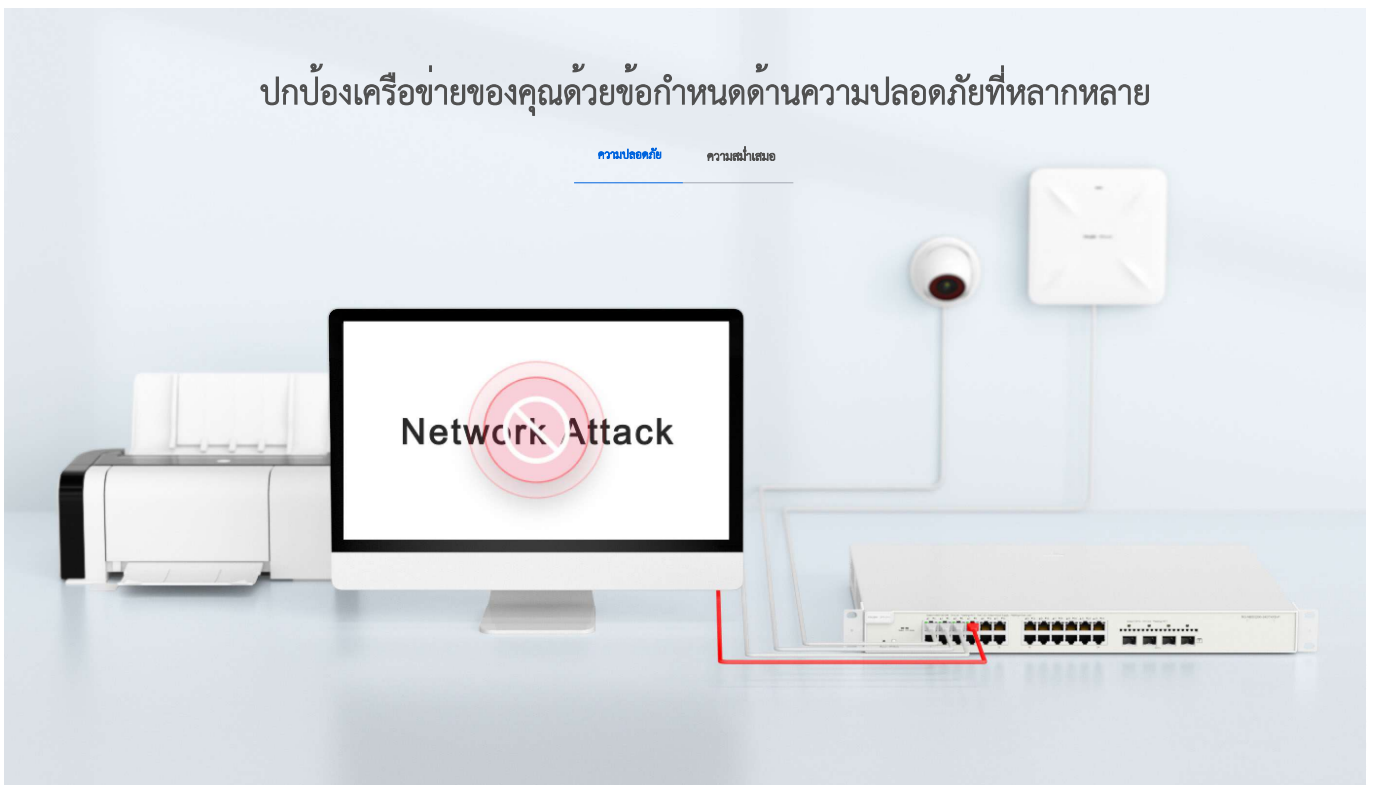 ปกป้องเครือข่ายของคุณด้วยข้อกำหนดด้านความปลอดภัยที่หลากหลาย
ความปลอดภัย ความสม่ำเสมอ
Network Attack